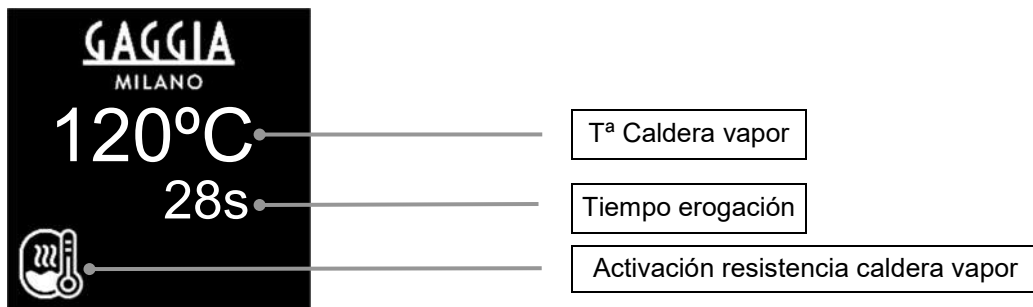 GAGGIA
MILANO
120ºC
Tª Caldera vapor
28s
Tiempo erogación
Activación resistencia caldera vapor